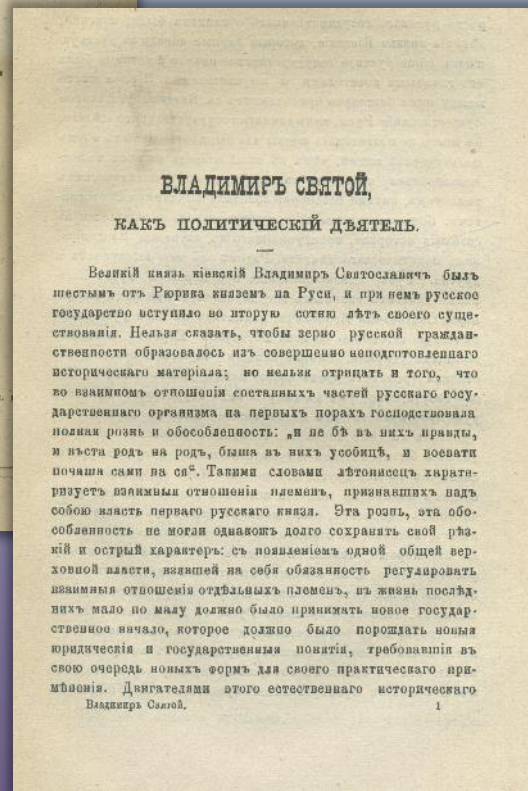 ВЛАДИМИРЪ СВЯТОЙ,
КАКЪ ПОЛИТИЧЕСКІЙ ДѢЯТЕЛЬ.
Великій князь кіевскій Владимиръ Святославичъ былъ
шестымъ отъ Рюрика княземъ на Руси, и при немъ русское
государство вступило во вторую сотню лѣтъ своего суще-
ствованія. Нельзя сказать, чтобы зерно русской граждан-
ственности образовалось изъ совершенно неподготовленнаго
историческаго матеріала; но нельзя отрицать и того, что
во взаимномъ отношеніи составныхъ частей русскаго госу-
дарственнаго организма на первыхъ порахъ господствовала
полная рознь и обособленность: „и не бѣ въ нихъ правды,
и въста родъ на родъ, быша въ нихъ усобицѣ, и воевати
почаша сами на ся“. Такими словами лѣтописецъ характе-
ризуетъ взаимныя отношенія племенъ, признавшихъ надъ
собою власть перваго русскаго князя. Эта рознь, эта обо-
собленность не могли однакожъ долго сохранять свой рѣз-
кій и острый характеръ: съ появленіемъ одной общей вер-
ховной власти, взявшей на себя обязанность регулировать
взаимныя отношенія отдѣльныхъ племенъ, въ жизнь послѣд-
нихъ мало по малу должно было принимать новое государ-
ственное начало, которое должно было порождать новыя
юридическія и государственныя понятія, требовавшія въ
свою очередь новыхъ формъ для своего практическаго при-
мѣненія. Двигателями этого естественнаго историческаго
Владимиръ Святой. 1